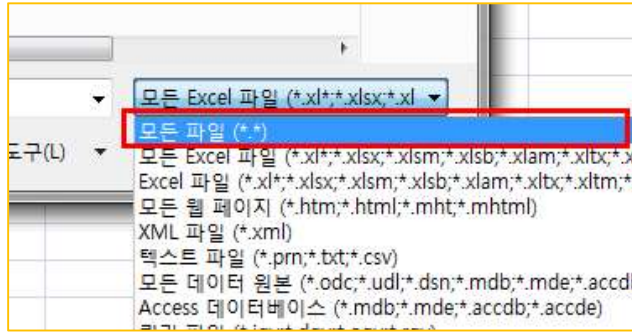 모든 Excel 파일 (*.xl*;*.xlsx;*.xl
모든 파일 (*.*)
도구(L)
모든 Excel 파일 (*.xl*;*.xlsx;*.xlsm;*.xlsb;*.xlam;*.xltx;*.x
Excel 파일 (*.xl*;*.xlsx;*.xlsm;*.xlsb;*.xlam;*.xltx;*.xltm;*
모든 웹 페이지 (*.htm;*.html;*.mht;*.mhtml)
XML 파일 (*.xml)
텍스트 파일 (*.prn;*.txt;*.csv)
모든 데이터 원본 (*.odc;*.udl;*.dsn;*.mdb;*.mde;*.accdl
Access 데이터베이스 (*.mdb;*.mde;*.accdb;*.accde)